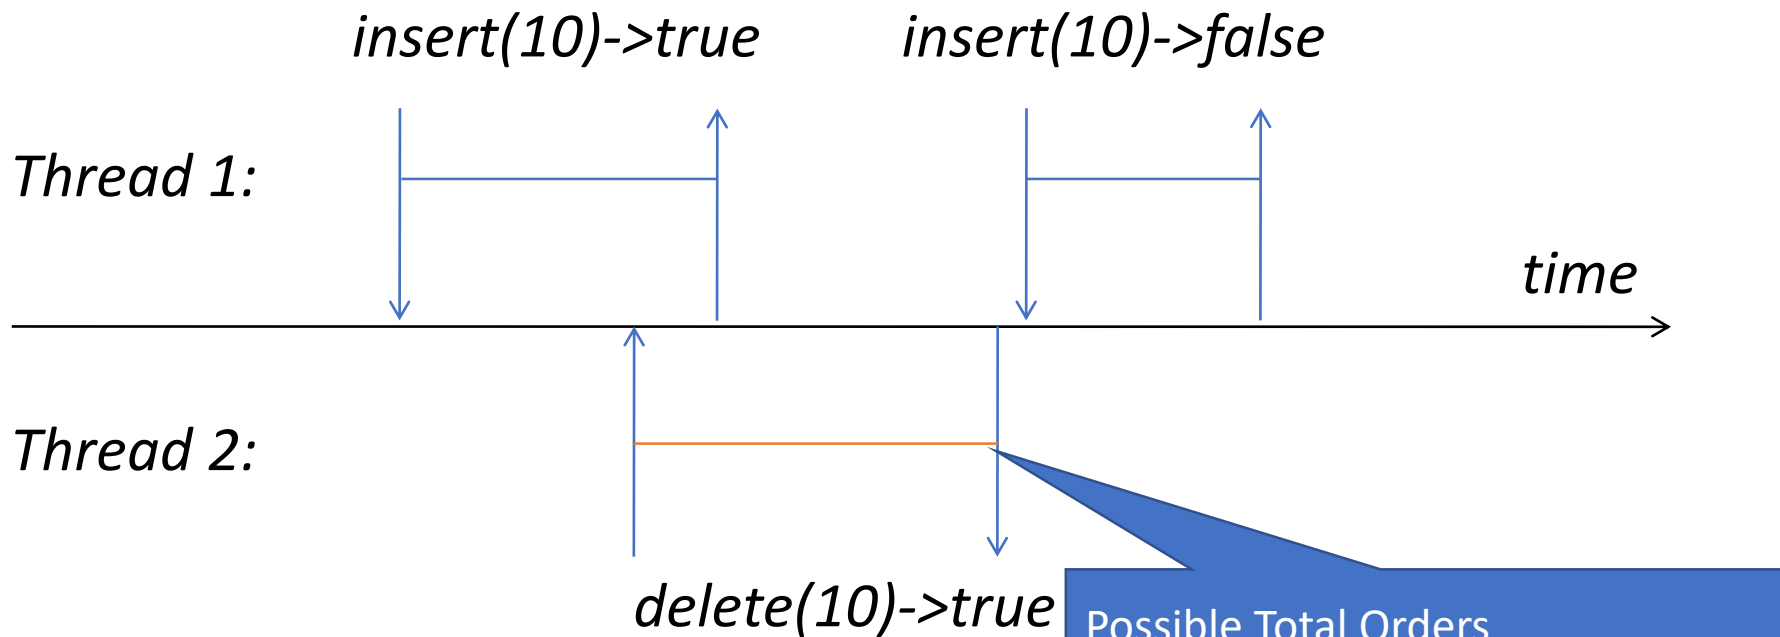 insert(10)->true
insert(10)->false
Thread 1:
time
Thread 2:
delete(10)->true
Possible Total Orders